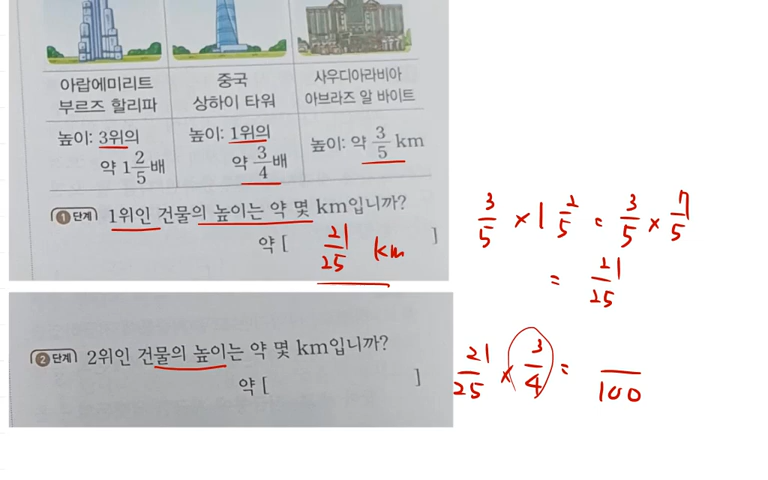 아랍에미리트
부르즈 할리파
중국
상하이 타워
사우디아라비아
아브라즈 알 바이트
높이: 3위의
약 1 2/5 배
높이: 1위의
약 3/4 배
높이: 약 3/5 km
1단계 1위인 건물의 높이는 약 몇 km입니까?
약 [ 21/25 km ]
2단계 2위인 건물의 높이는 약 몇 km입니까?
약 [ ]
3/5 × 1 2/5 = 3/5 × 7/5
= 21/25
21/25 × 3/4 = /100